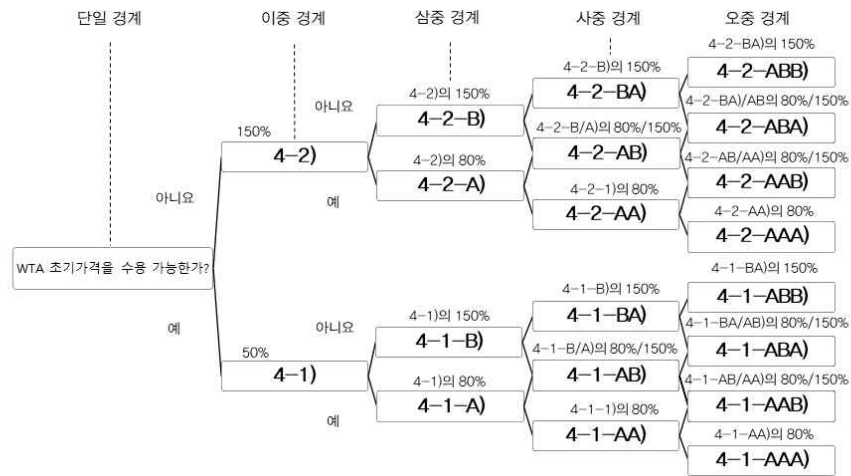 단일 경계
이중 경계
삼중 경계
사중 경계
오중 경계
WTA 초기가격을 수용 가능한가?
아니요
예
150%
4-2)
50%
4-1)
아니요
예
4-2)의 150%
4-2-B)
4-2)의 80%
4-2-A)
4-2-B)의 150%
4-2-BA)
4-2-B/A)의 80%/150%
4-2-AB)
4-2-1)의 80%
4-2-AA)
4-2-BA)의 150%
4-2-ABB)
4-2-BA)/AB의 80%/150%
4-2-ABA)
4-2-AB/AA)의 80%/150%
4-2-AAB)
4-2-AA)의 80%
4-2-AAA)
아니요
예
4-1)의 150%
4-1-B)
4-1)의 80%
4-1-A)
4-1-B)의 150%
4-1-BA)
4-1-B/A)의 80%/150%
4-1-AB)
4-1-1)의 80%
4-1-AA)
4-1-BA)의 150%
4-1-ABB)
4-1-BA/AB)의 80%/150%
4-1-ABA)
4-1-AB/AA)의 80%/150%
4-1-AAB)
4-1-AA)의 80%
4-1-AAA)